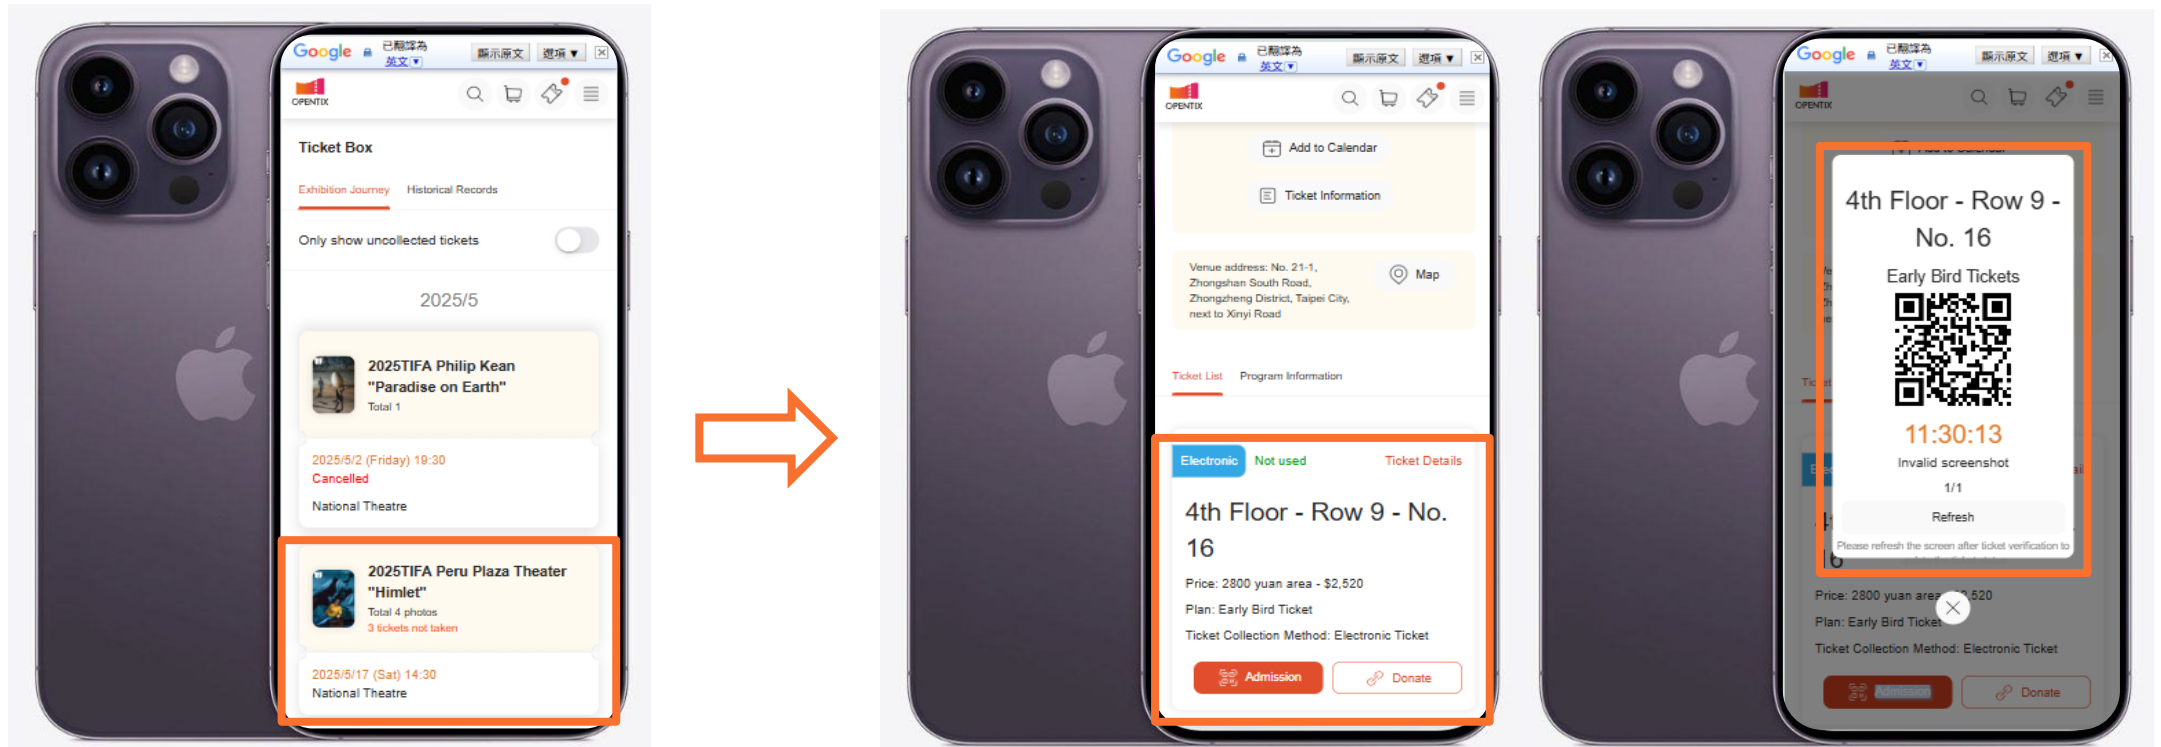 Google 已翻譯為 英文 ▼ 顯示原文 選項 ▼
OPENTIX
Ticket Box
Exhibition Journey Historical Records
Only show uncollected tickets
2025/5
2025TIFA Philip Kean
"Paradise on Earth"
Total 1
2025/5/2 (Friday) 19:30
Cancelled
National Theatre
2025TIFA Peru Plaza Theater
"Himlet"
Total 4 photos
3 tickets not taken
2025/5/17 (Sat) 14:30
National Theatre
Google 已翻譯為 英文 ▼ 顯示原文 選項 ▼
OPENTIX
Add to Calendar
Ticket Information
Venue address: No. 21-1,
Zhongshan South Road,
Zhongzheng District, Taipei City,
next to Xinyi Road
Map
Ticket List Program Information
Electronic Not used Ticket Details
4th Floor - Row 9 - No.
16
Price: 2800 yuan area - $2,520
Plan: Early Bird Ticket
Ticket Collection Method: Electronic Ticket
Admission Donate
Google 已翻譯為 英文 ▼ 顯示原文 選項 ▼
OPENTIX
4th Floor - Row 9 -
No. 16
Early Bird Tickets
11:30:13
Invalid screenshot
1/1
Refresh
Please refresh the screen after ticket verification to
16
Price: 2800 yuan area 2,520
Plan: Early Bird Ticket
Ticket Collection Method: Electronic Ticket
Admission Donate